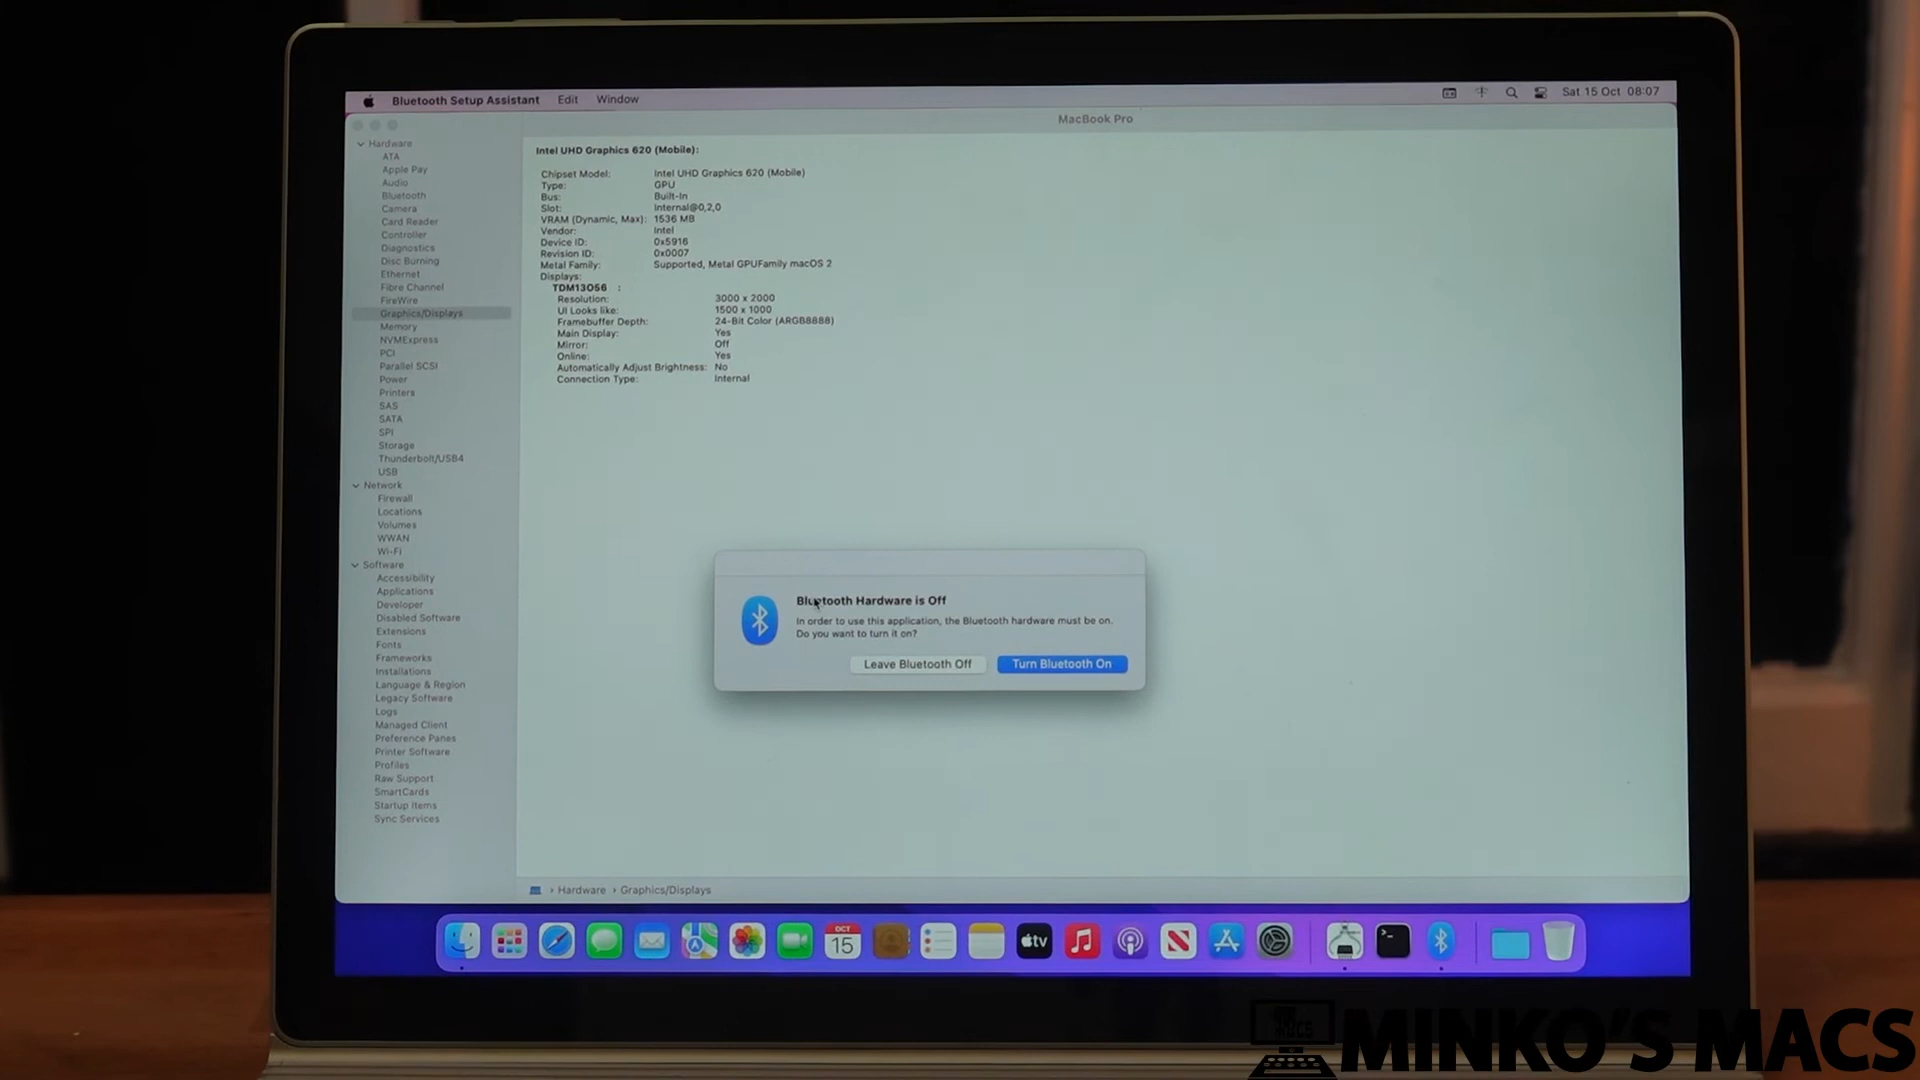 Bluetooth Setup Assistant Edit Window
Sat 15 Oct 08:07
MacBook Pro
Hardware
ATA
Apple Pay
Audio
Bluetooth
Camera
Card Reader
Controller
Diagnostics
Disc Burning
Ethernet
Fibre Channel
FireWire
Graphics/Displays
Memory
NVMExpress
PCI
Parallel SCSI
Power
Printers
SAS
SATA
SPI
Storage
Thunderbolt/USB4
USB
Network
Firewall
Locations
Volumes
WWAN
Wi-Fi
Software
Accessibility
Applications
Developer
Disabled Software
Extensions
Fonts
Frameworks
Installations
Language & Region
Legacy Software
Logs
Managed Client
Preference Panes
Printer Software
Profiles
Raw Support
SmartCards
Startup Items
Sync Services
Intel UHD Graphics 620 (Mobile):
Chipset Model: Intel UHD Graphics 620 (Mobile)
Type: GPU
Bus: Built-In
Slot: Internal@0,2,0
VRAM (Dynamic, Max): 1536 MB
Vendor: Intel
Device ID: 0x5916
Revision ID: 0x0007
Metal Family: Supported, Metal GPUFamily macOS 2
Displays:
TDM13O56 :
Resolution: 3000 x 2000
UI Looks like: 1500 x 1000
Framebuffer Depth: 24-Bit Color (ARGB8888)
Main Display: Yes
Mirror: Off
Online: Yes
Automatically Adjust Brightness: No
Connection Type: Internal
Bluetooth Hardware is Off
In order to use this application, the Bluetooth hardware must be on.
Do you want to turn it on?
Leave Bluetooth Off Turn Bluetooth On
› Hardware › Graphics/Displays
OCT
15
tv
MINKO'S MACS